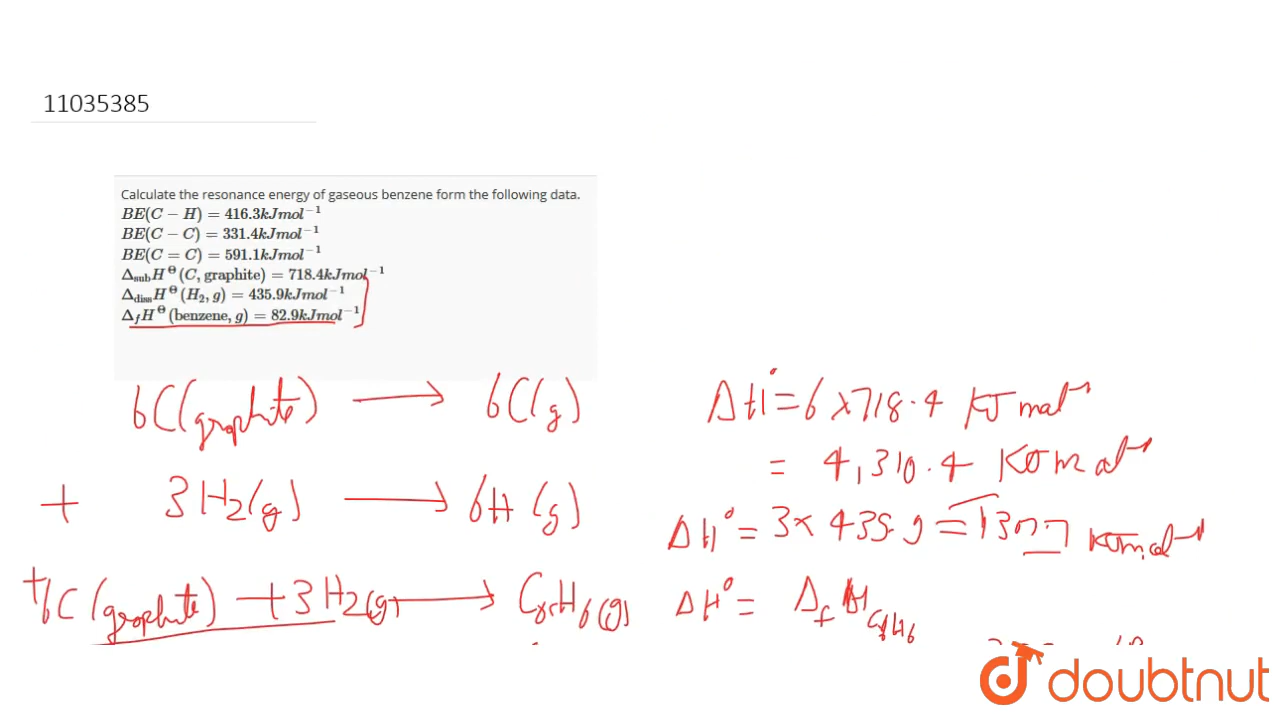 11035385
Calculate the resonance energy of gaseous benzene form the following data.
BE(C − H) = 416.3kJmol⁻¹
BE(C − C) = 331.4kJmol⁻¹
BE(C = C) = 591.1kJmol⁻¹
Δ_sub H^Θ (C, graphite) = 718.4kJmol⁻¹
Δ_diss H^Θ (H₂, g) = 435.9kJmol⁻¹
Δ_f H^Θ (benzene, g) = 82.9kJmol⁻¹
6C(graphite) ⟶ 6C(g) ΔH° = 6 × 718.4 KJ mol⁻¹
= 4,310.4 KJ mol⁻¹
+ 3H₂(g) ⟶ 6H (g) ΔH° = 3 × 435.9 = 1307.7 KJ mol⁻¹
+ 6C (graphite) + 3H₂(g) ⟶ C₆H₆(g) ΔH° = Δ_f H C₆H₆
doubtnut